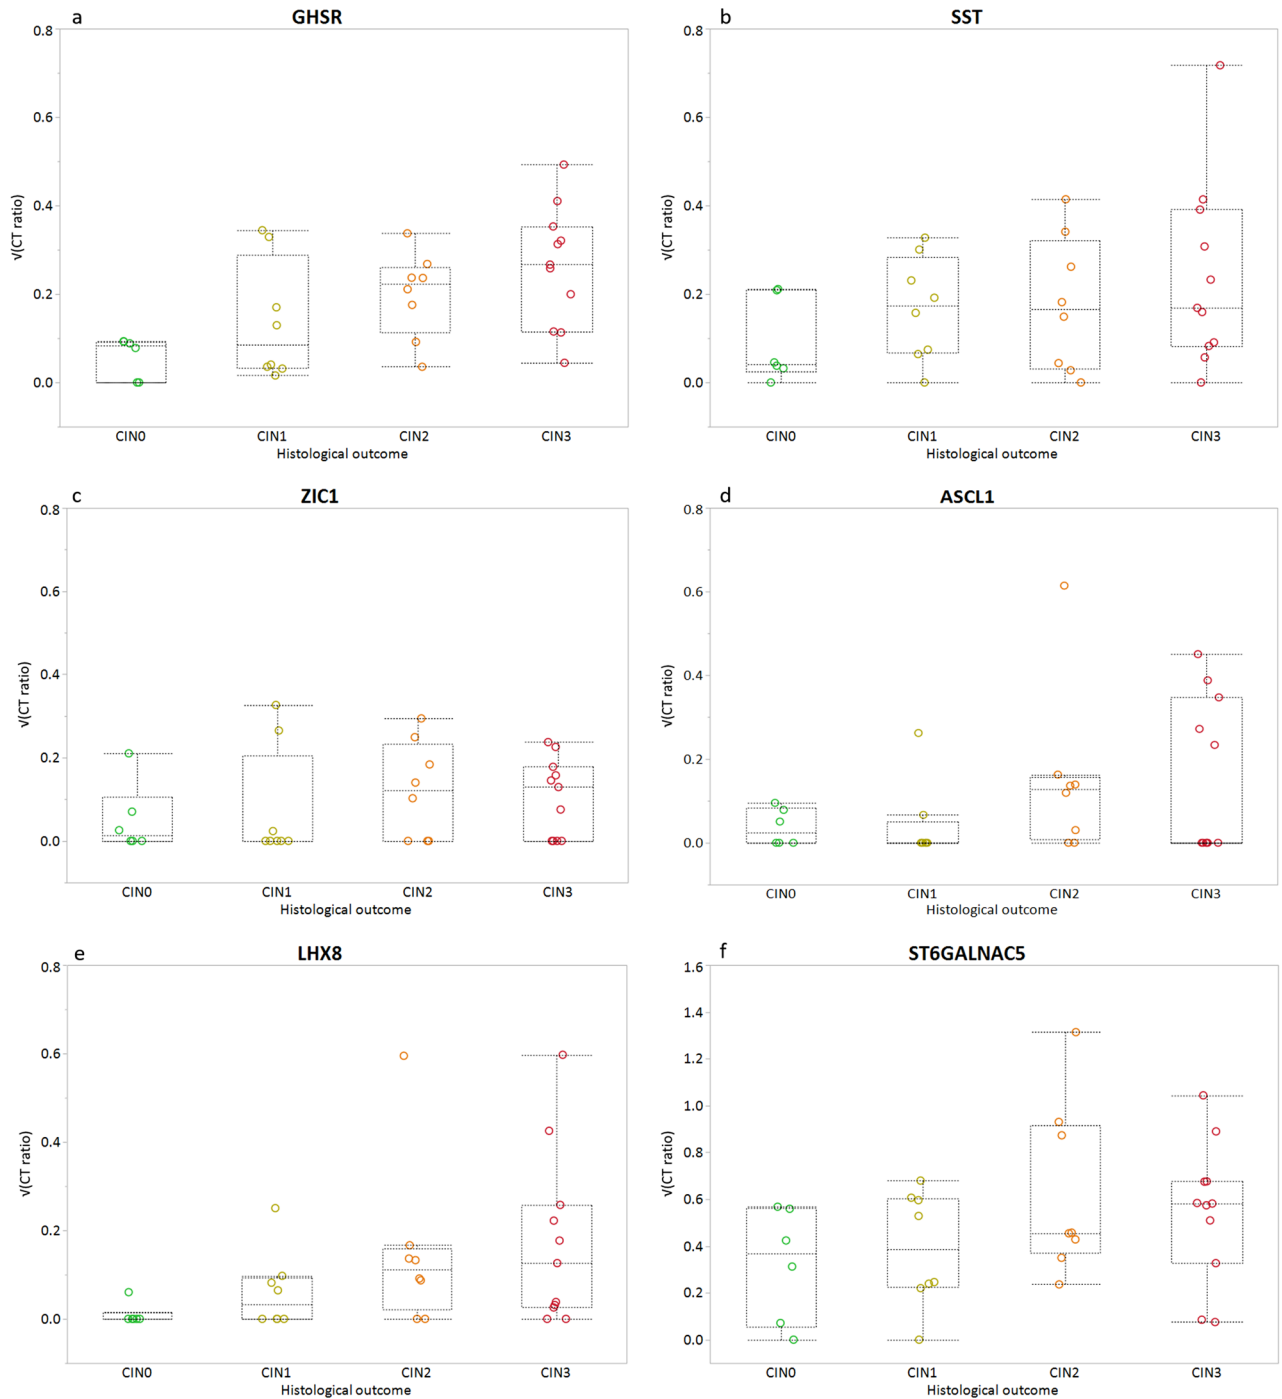 a GHSR
0.8
0.6
0.4
0.2
0.0
√(CT ratio)
CIN0 CIN1 CIN2 CIN3
Histological outcome
b SST
0.8
0.6
0.4
0.2
0.0
√(CT ratio)
CIN0 CIN1 CIN2 CIN3
Histological outcome
c ZIC1
0.8
0.6
0.4
0.2
0.0
√(CT ratio)
CIN0 CIN1 CIN2 CIN3
Histological outcome
d ASCL1
0.8
0.6
0.4
0.2
0.0
√(CT ratio)
CIN0 CIN1 CIN2 CIN3
Histological outcome
e LHX8
0.8
0.6
0.4
0.2
0.0
√(CT ratio)
CIN0 CIN1 CIN2 CIN3
Histological outcome
f ST6GALNAC5
1.6
1.4
1.2
1.0
0.8
0.6
0.4
0.2
0.0
√(CT ratio)
CIN0 CIN1 CIN2 CIN3
Histological outcome